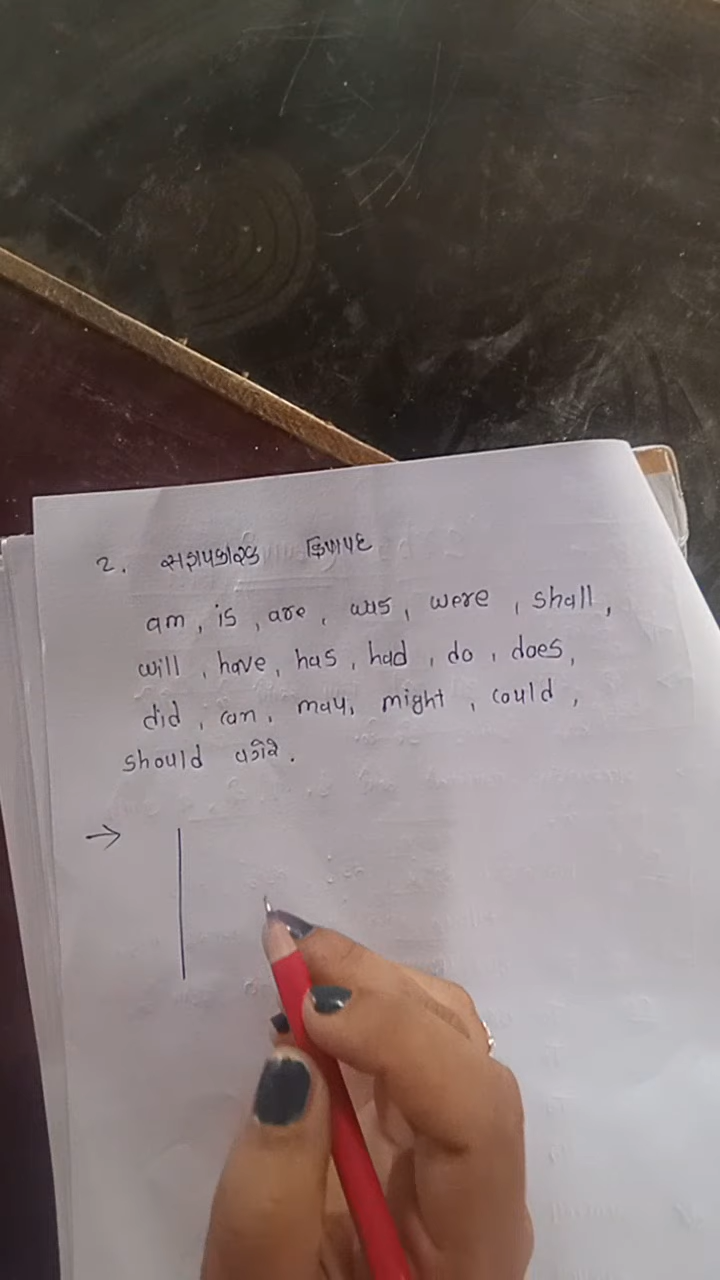 2. સહાયકારક ક્રિયાપદ
am, is, are, was, were, shall,
will, have, has, had, do, does,
did, can, may, might, could,
should વગેરે.
→